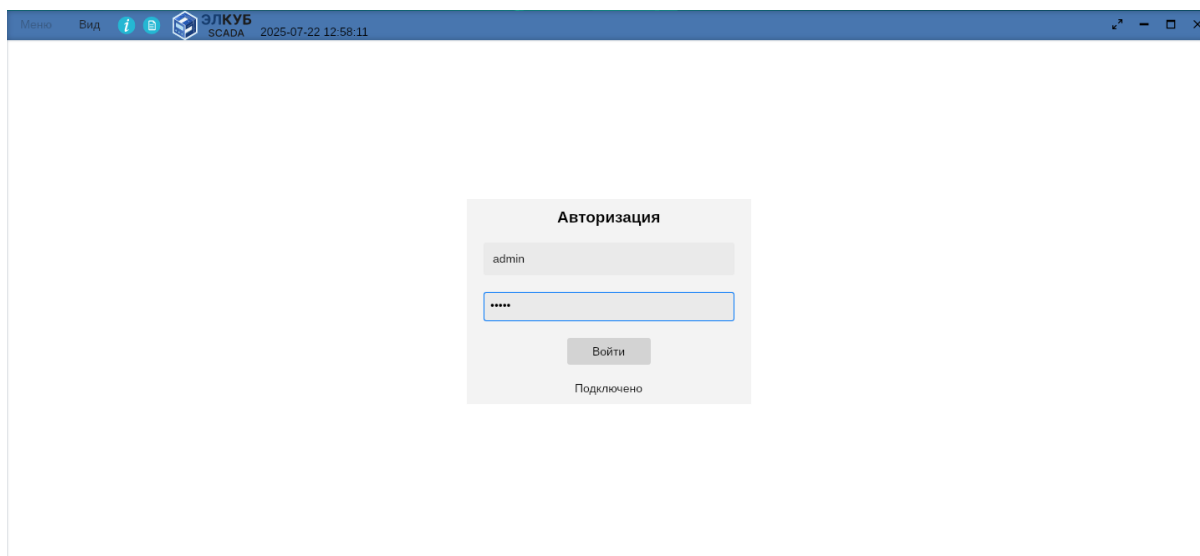 Меню Вид i ЭЛКУБ
SCADA 2025-07-22 12:58:11
Авторизация
admin
•••••
Войти
Подключено